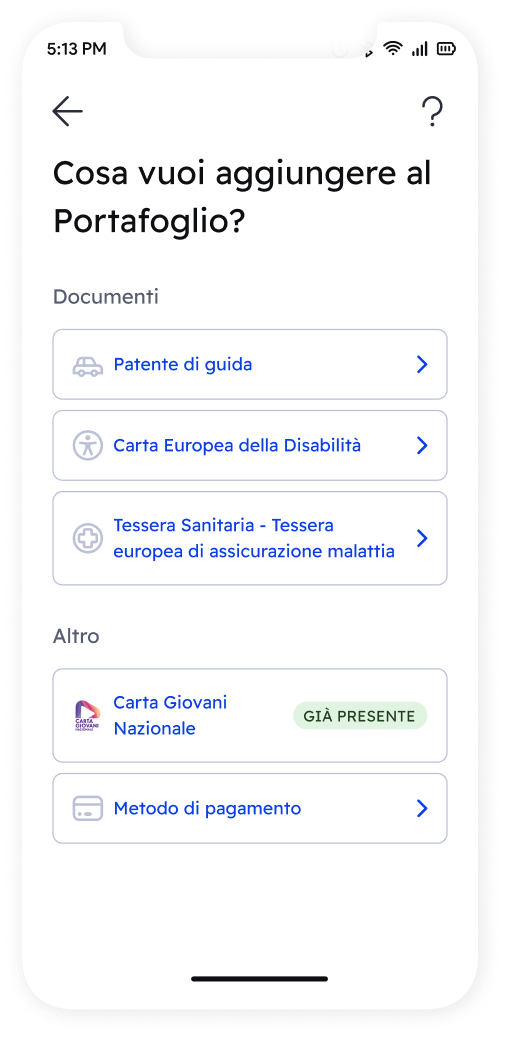 5:13 PM
?
Cosa vuoi aggiungere al
Portafoglio?
Documenti
Patente di guida
Carta Europea della Disabilità
Tessera Sanitaria - Tessera
europea di assicurazione malattia
Altro
CARTA
GIOVANI
NAZIONALE
Carta Giovani
Nazionale
GIÀ PRESENTE
Metodo di pagamento